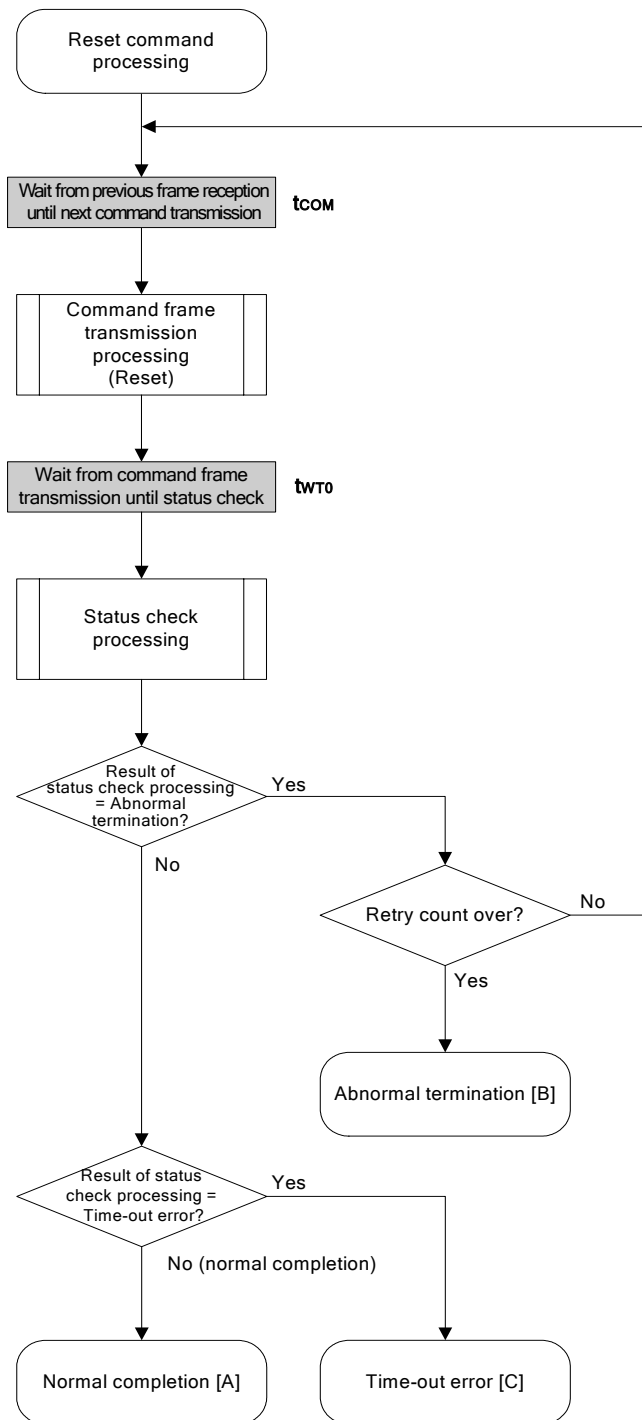 Reset command
processing
Wait from previous frame reception
until next command transmission
tCOM
Command frame
transmission
processing
(Reset)
Wait from command frame
transmission until status check
tWT0
Status check
processing
Result of
status check processing
= Abnormal
termination?
Yes
No
Retry count over?
No
Yes
Abnormal termination [B]
Result of status
check processing =
Time-out error?
Yes
No (normal completion)
Normal completion [A]
Time-out error [C]